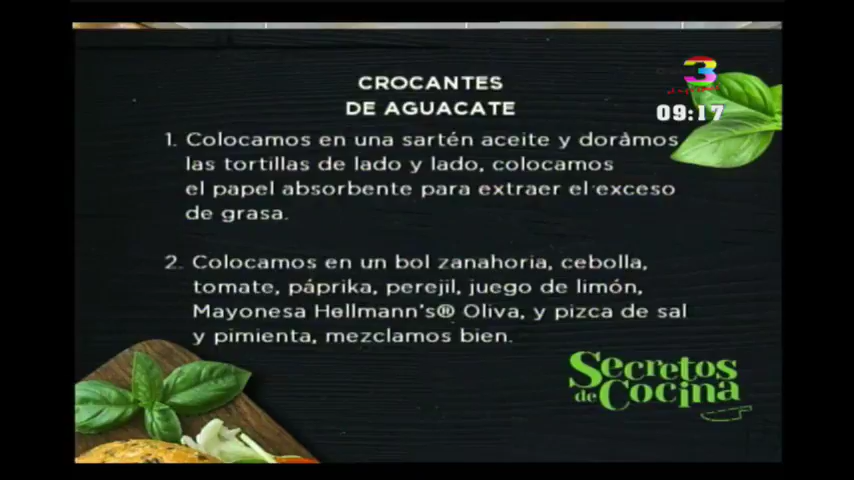 CROCANTES
DE AGUACATE
3
09:17
1. Colocamos en una sartén aceite y doramos
las tortillas de lado y lado, colocamos
el papel absorbente para extraer el exceso
de grasa.
2. Colocamos en un bol zanahoria, cebolla,
tomate, páprika, perejil, juego de limón,
Mayonesa Hellmann's® Oliva, y pizca de sal
y pimienta, mezclamos bien.
Secretos
de Cocina